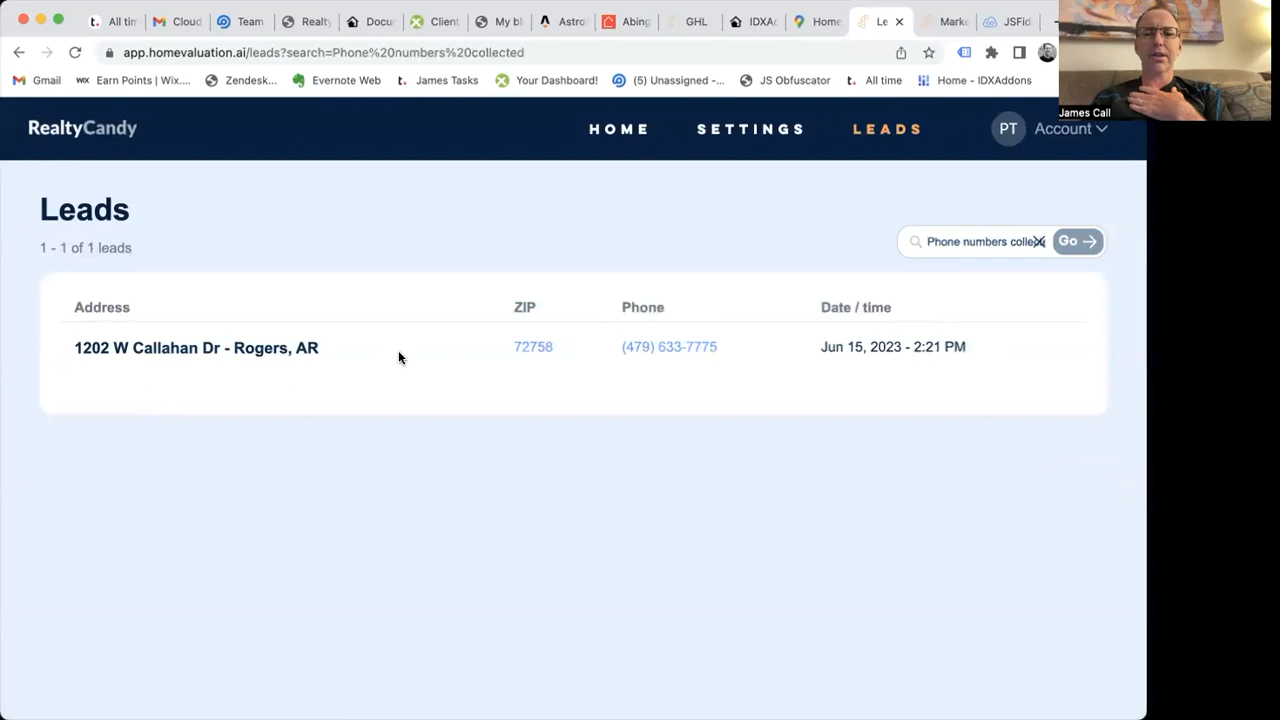 All tim
Cloud
Team
Realty
Docu
Client
My bl
Astro
Abing
GHL
IDXA
Home
Le
Marke
JSFid
app.homevaluation.ai/leads?search=Phone%20numbers%20collected
Gmail
WIX Earn Points | Wix....
Zendesk...
Evernote Web
t. James Tasks
Your Dashboard!
(5) Unassigned -...
JS Obfuscator
t. All time
Home - IDXAddons
James Call
RealtyCandy
HOME
SETTINGS
LEADS
PT
Account
Leads
1 - 1 of 1 leads
Phone numbers collec
Go
Address
ZIP
Phone
Date / time
1202 W Callahan Dr - Rogers, AR
72758
(479) 633-7775
Jun 15, 2023 - 2:21 PM